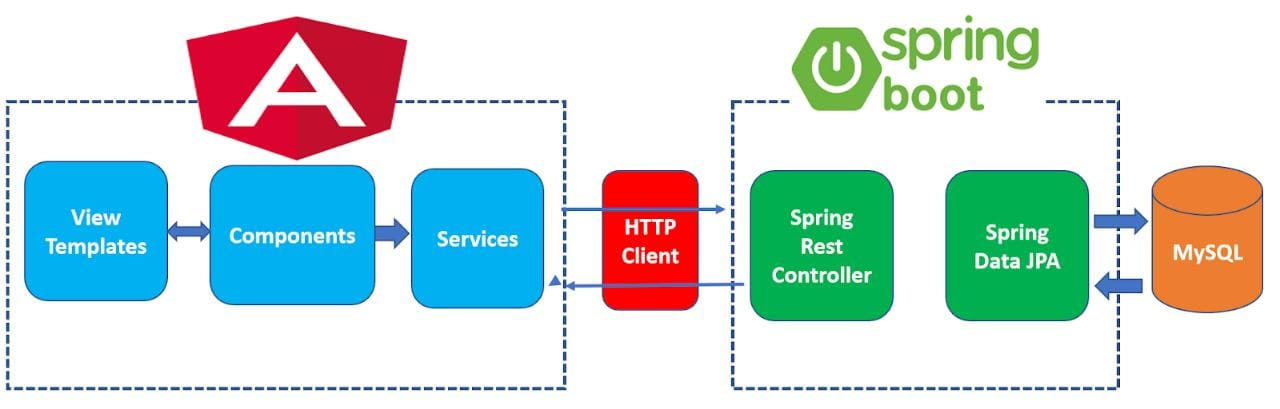 A
spring
boot
View
Templates
Components
Services
HTTP
Client
Spring
Rest
Controller
Spring
Data JPA
MySQL